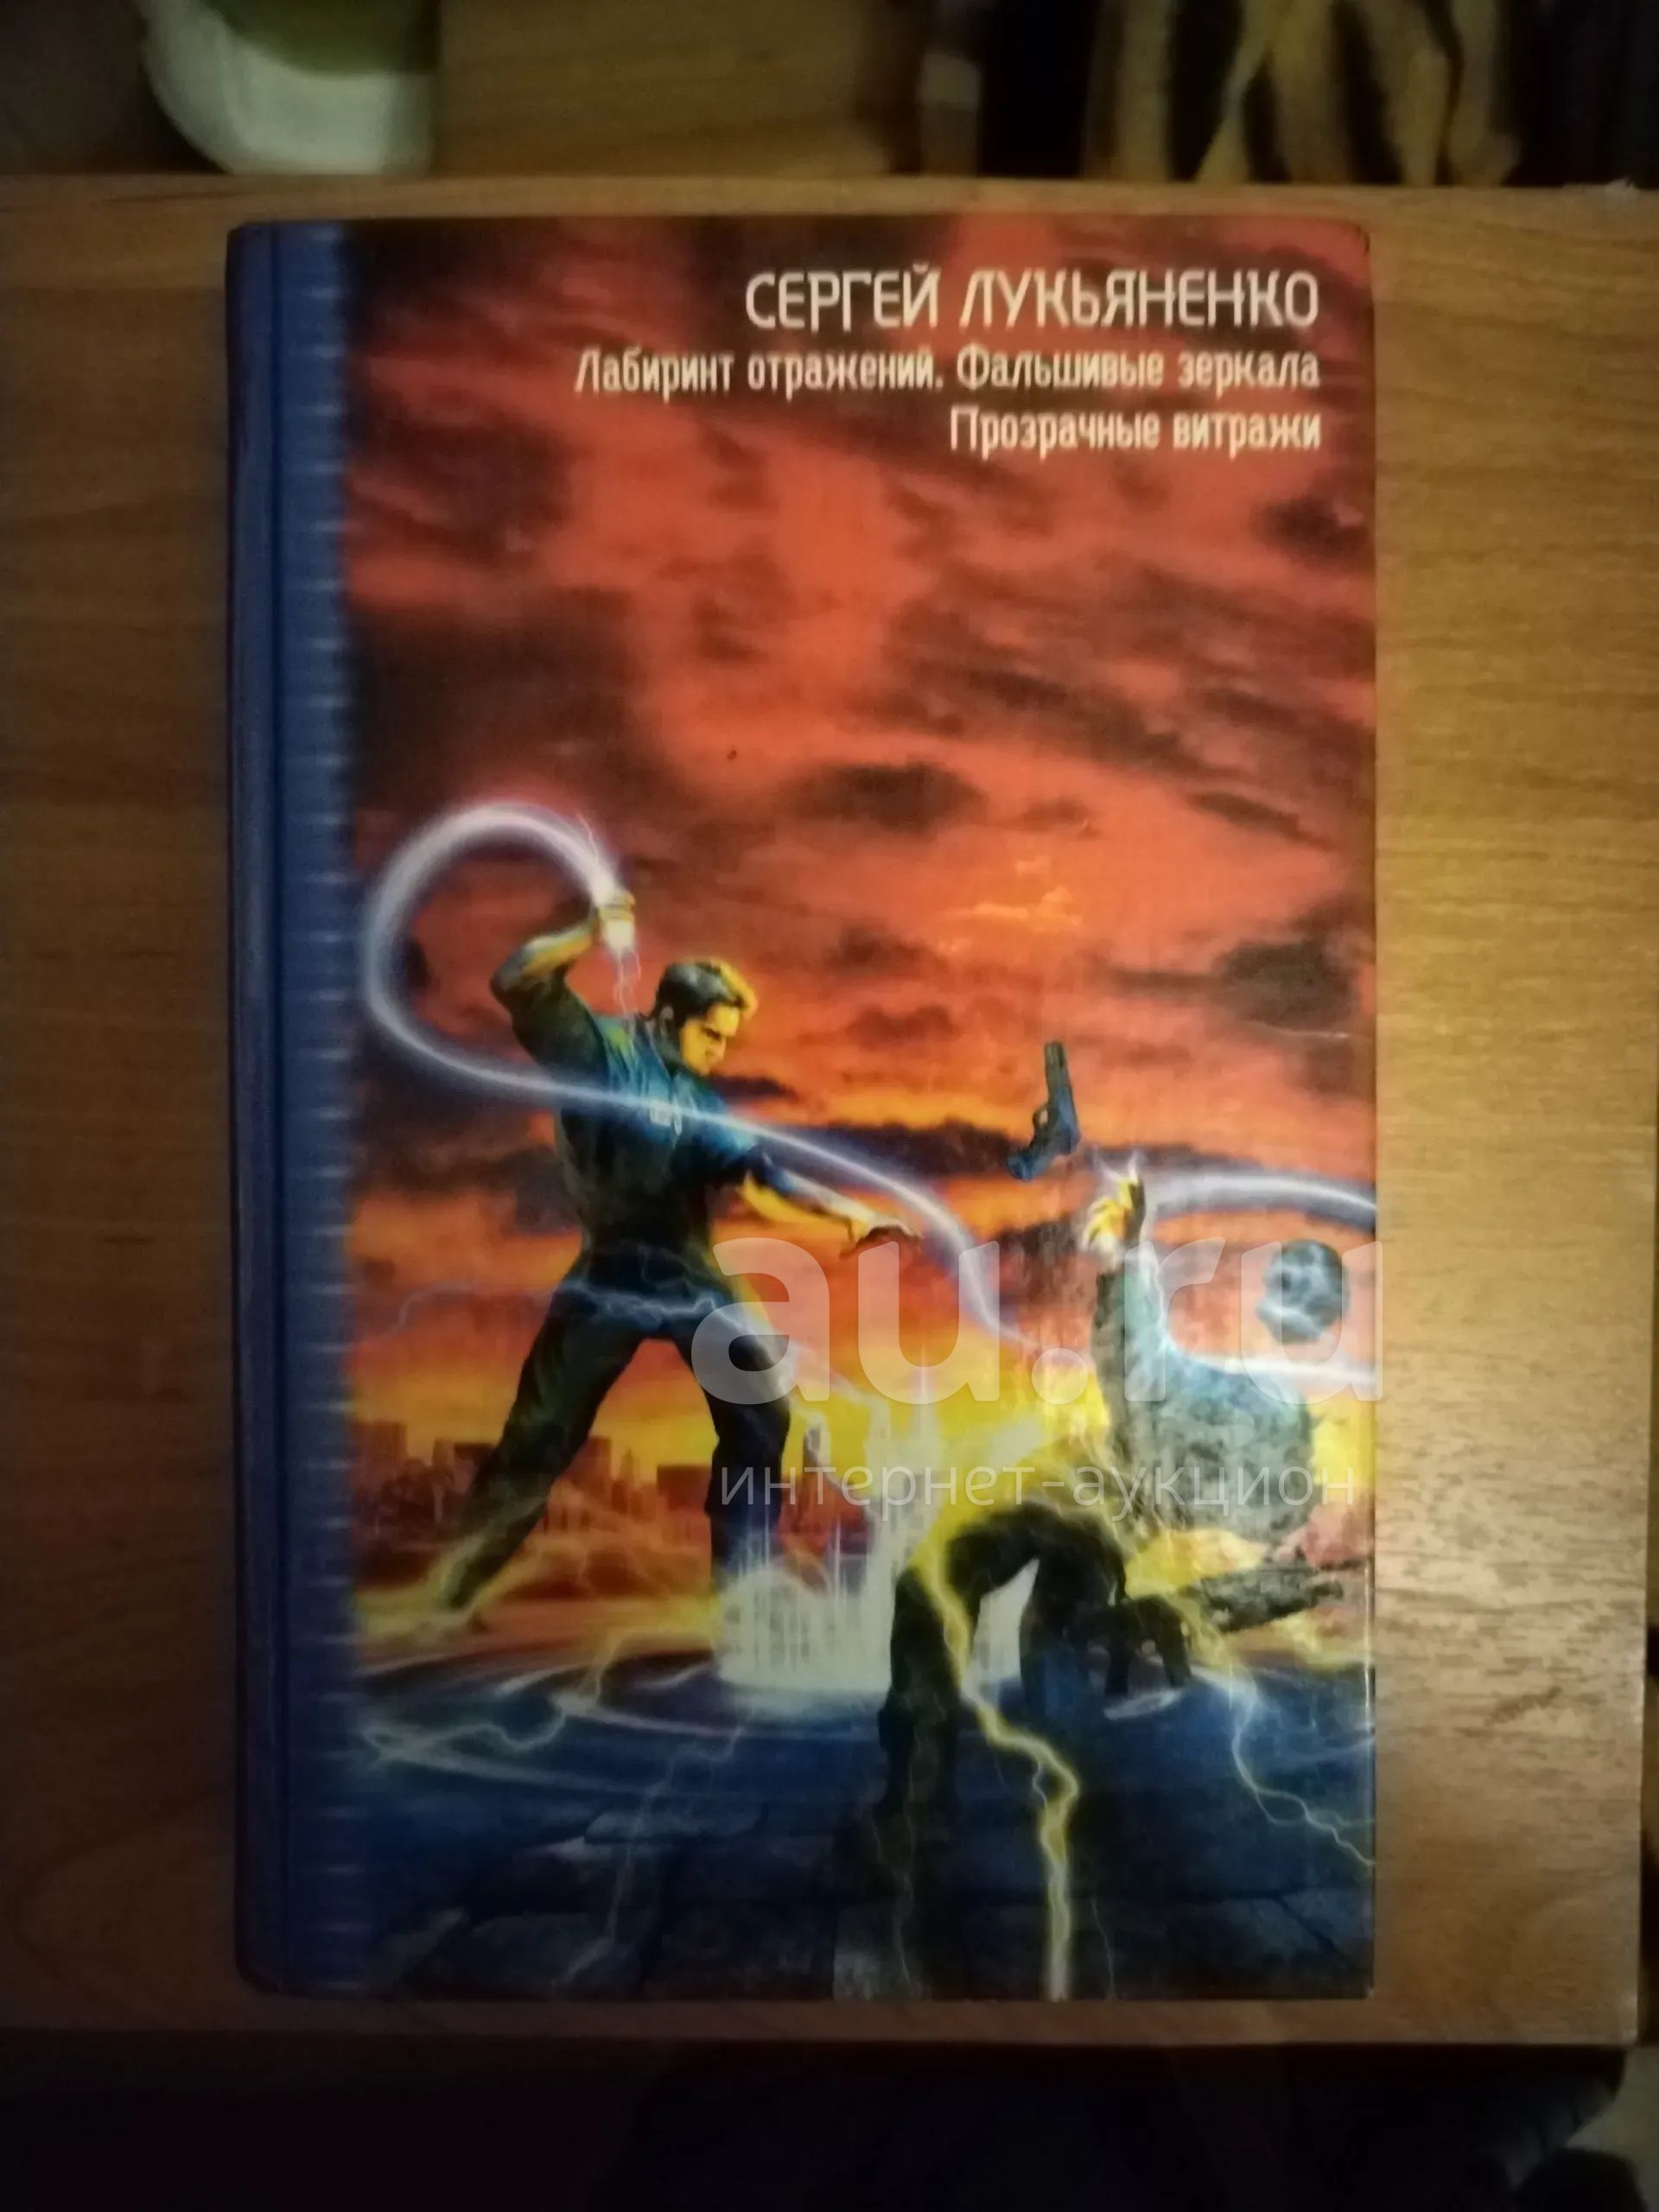 СЕРГЕЙ ЛУКЬЯНЕНКО
Лабиринт отражений. Фальшивые зеркала
Прозрачные витражи
au.ru
интернет-аукцион